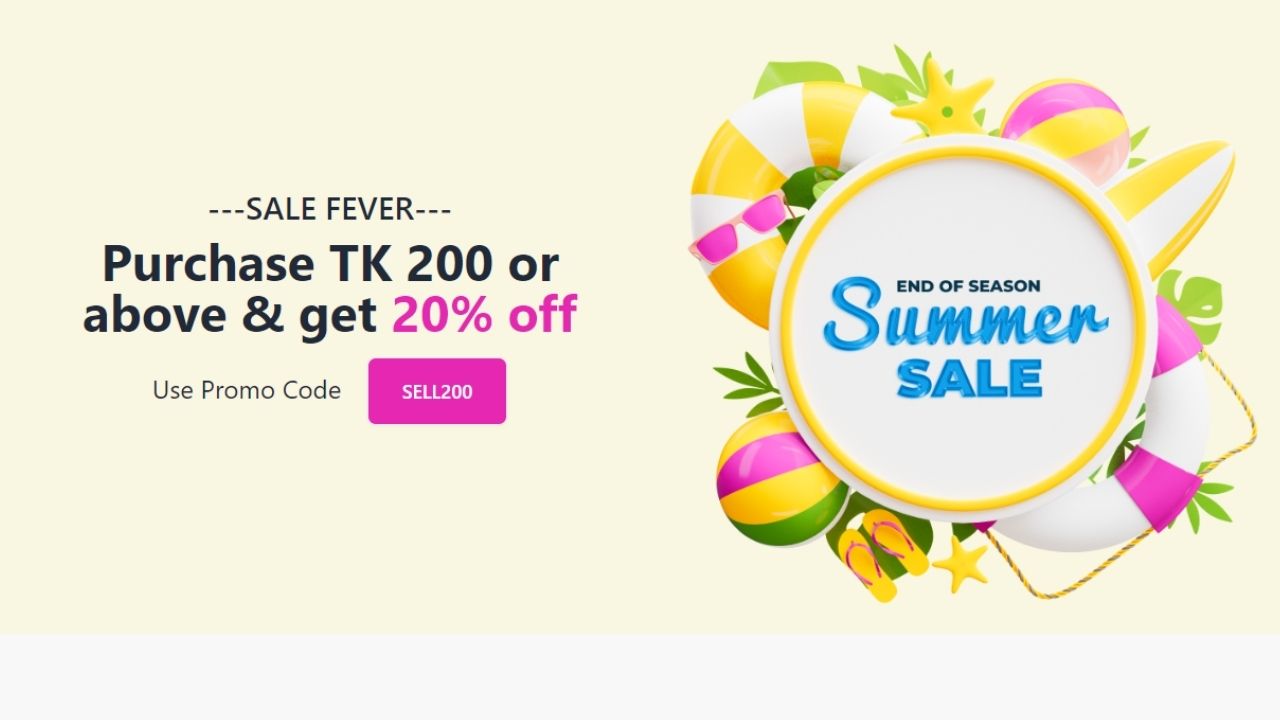 ---SALE FEVER---
Purchase TK 200 or
above & get 20% off
Use Promo Code SELL200
END OF SEASON
Summer
SALE